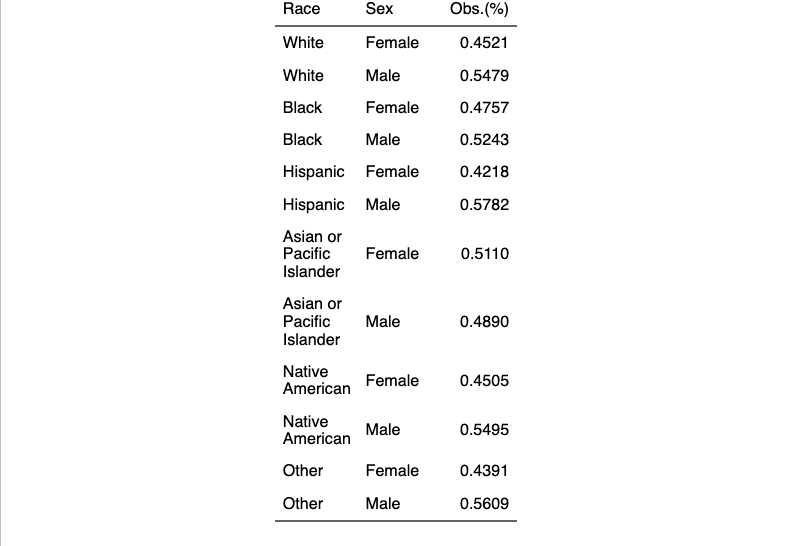 Race Sex Obs.(%)
White Female 0.4521
White Male 0.5479
Black Female 0.4757
Black Male 0.5243
Hispanic Female 0.4218
Hispanic Male 0.5782
Asian or
Pacific Female 0.5110
Islander
Asian or
Pacific Male 0.4890
Islander
Native
American Female 0.4505
Native
American Male 0.5495
Other Female 0.4391
Other Male 0.5609